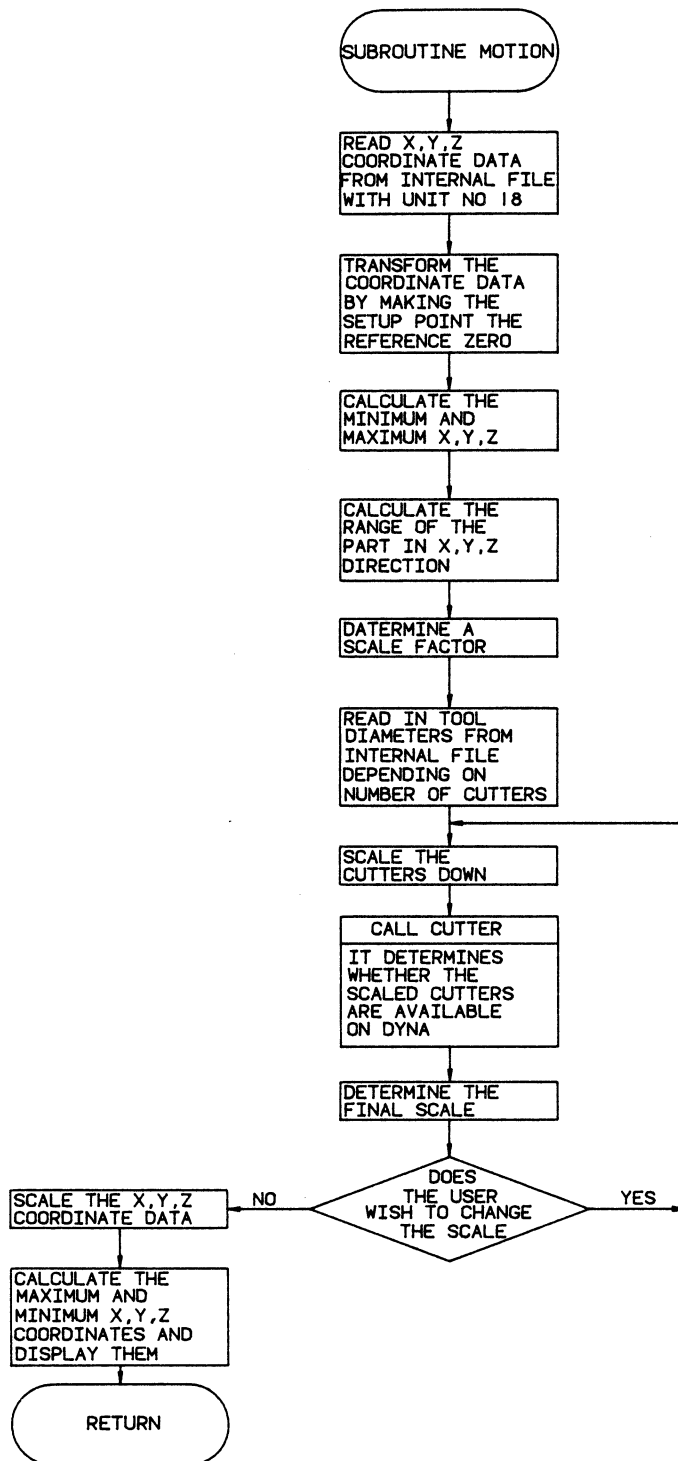 SUBROUTINE MOTION
READ X,Y,Z
COORDINATE DATA
FROM INTERNAL FILE
WITH UNIT NO 18
TRANSFORM THE
COORDINATE DATA
BY MAKING THE
SETUP POINT THE
REFERENCE ZERO
CALCULATE THE
MINIMUM AND
MAXIMUM X,Y,Z
CALCULATE THE
RANGE OF THE
PART IN X,Y,Z
DIRECTION
DATERMINE A
SCALE FACTOR
READ IN TOOL
DIAMETERS FROM
INTERNAL FILE
DEPENDING ON
NUMBER OF CUTTERS
SCALE THE
CUTTERS DOWN
CALL CUTTER
IT DETERMINES
WHETHER THE
SCALED CUTTERS
ARE AVAILABLE
ON DYNA
DETERMINE THE
FINAL SCALE
DOES
THE USER
WISH TO CHANGE
THE SCALE
NO
YES
SCALE THE X,Y,Z
COORDINATE DATA
CALCULATE THE
MAXIMUM AND
MINIMUM X,Y,Z
COORDINATES AND
DISPLAY THEM
RETURN